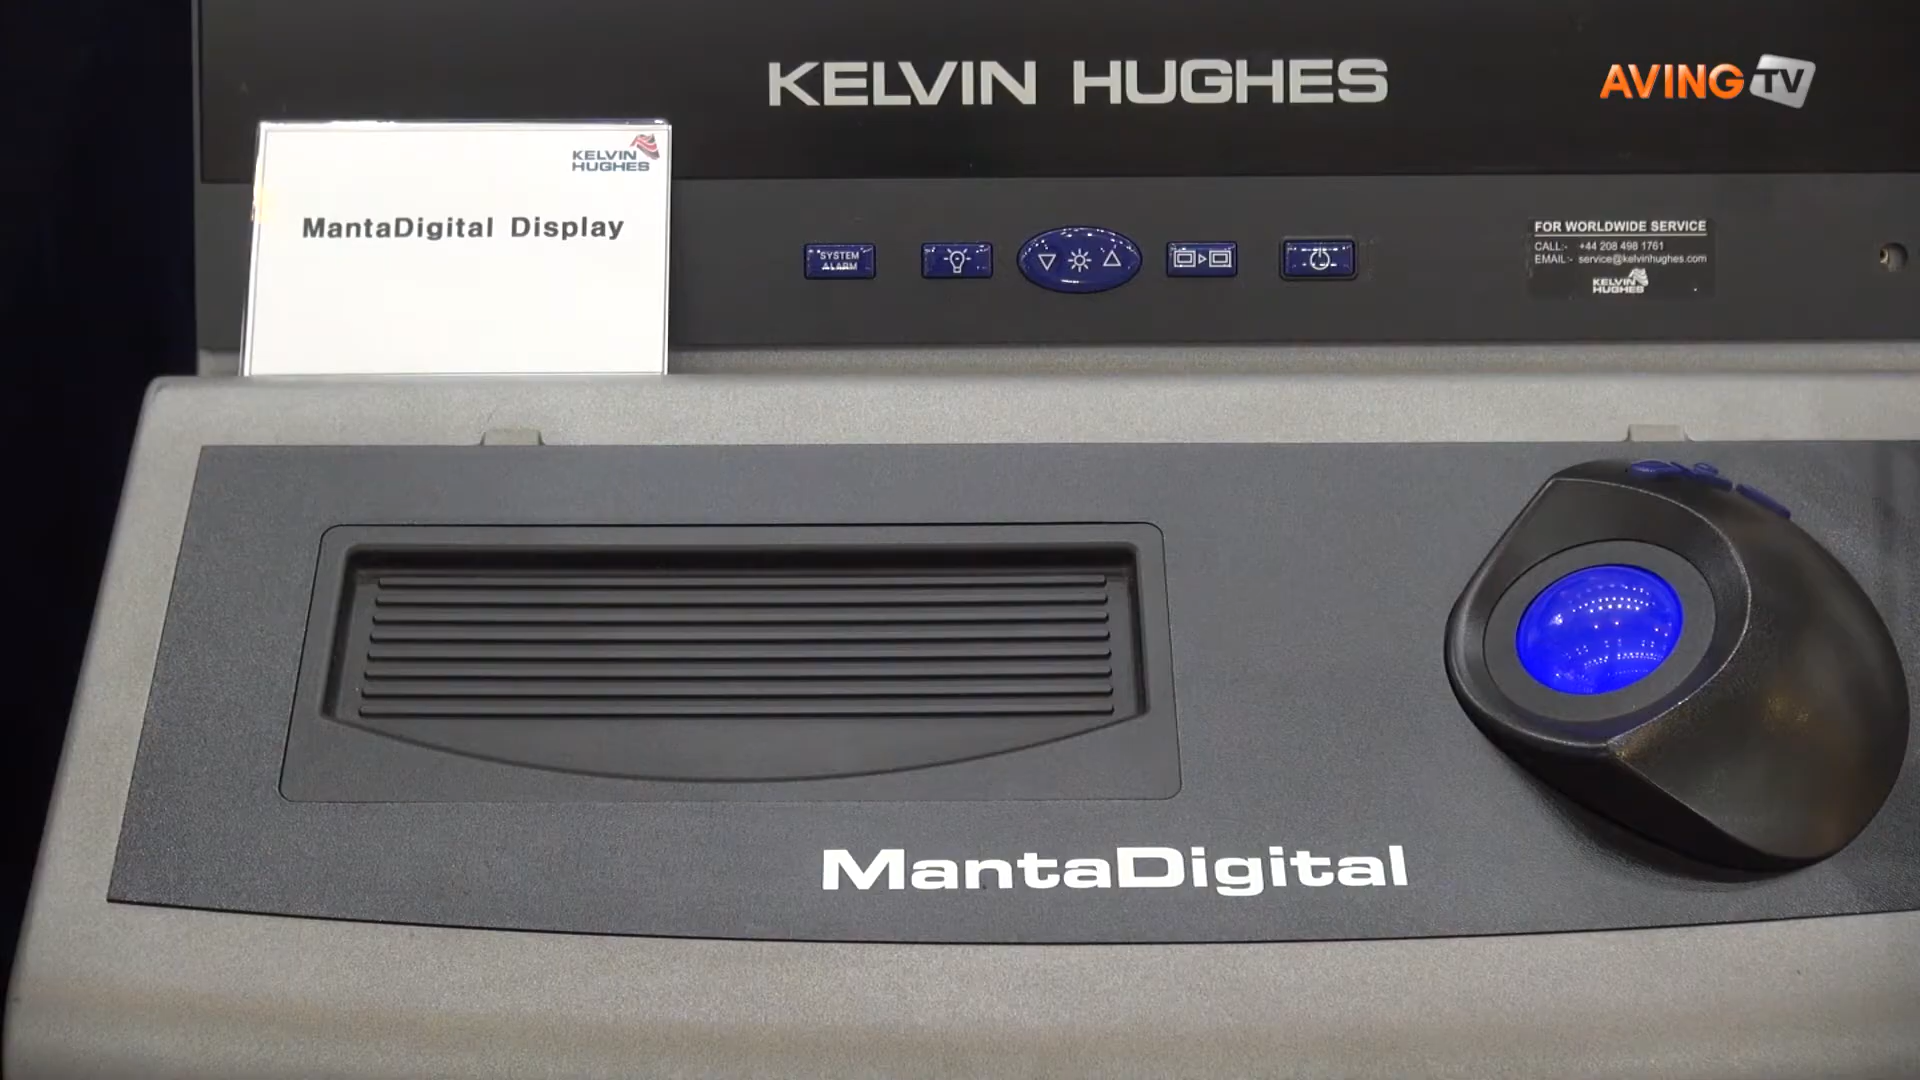 KELVIN HUGHES
AVING TV
KELVIN
HUGHES
MantaDigital Display
SYSTEM
ALARM
FOR WORLDWIDE SERVICE
CALL:- +44 208 498 1761
EMAIL:- service@kelvinhughes.com
KELVIN
HUGHES
MantaDigital